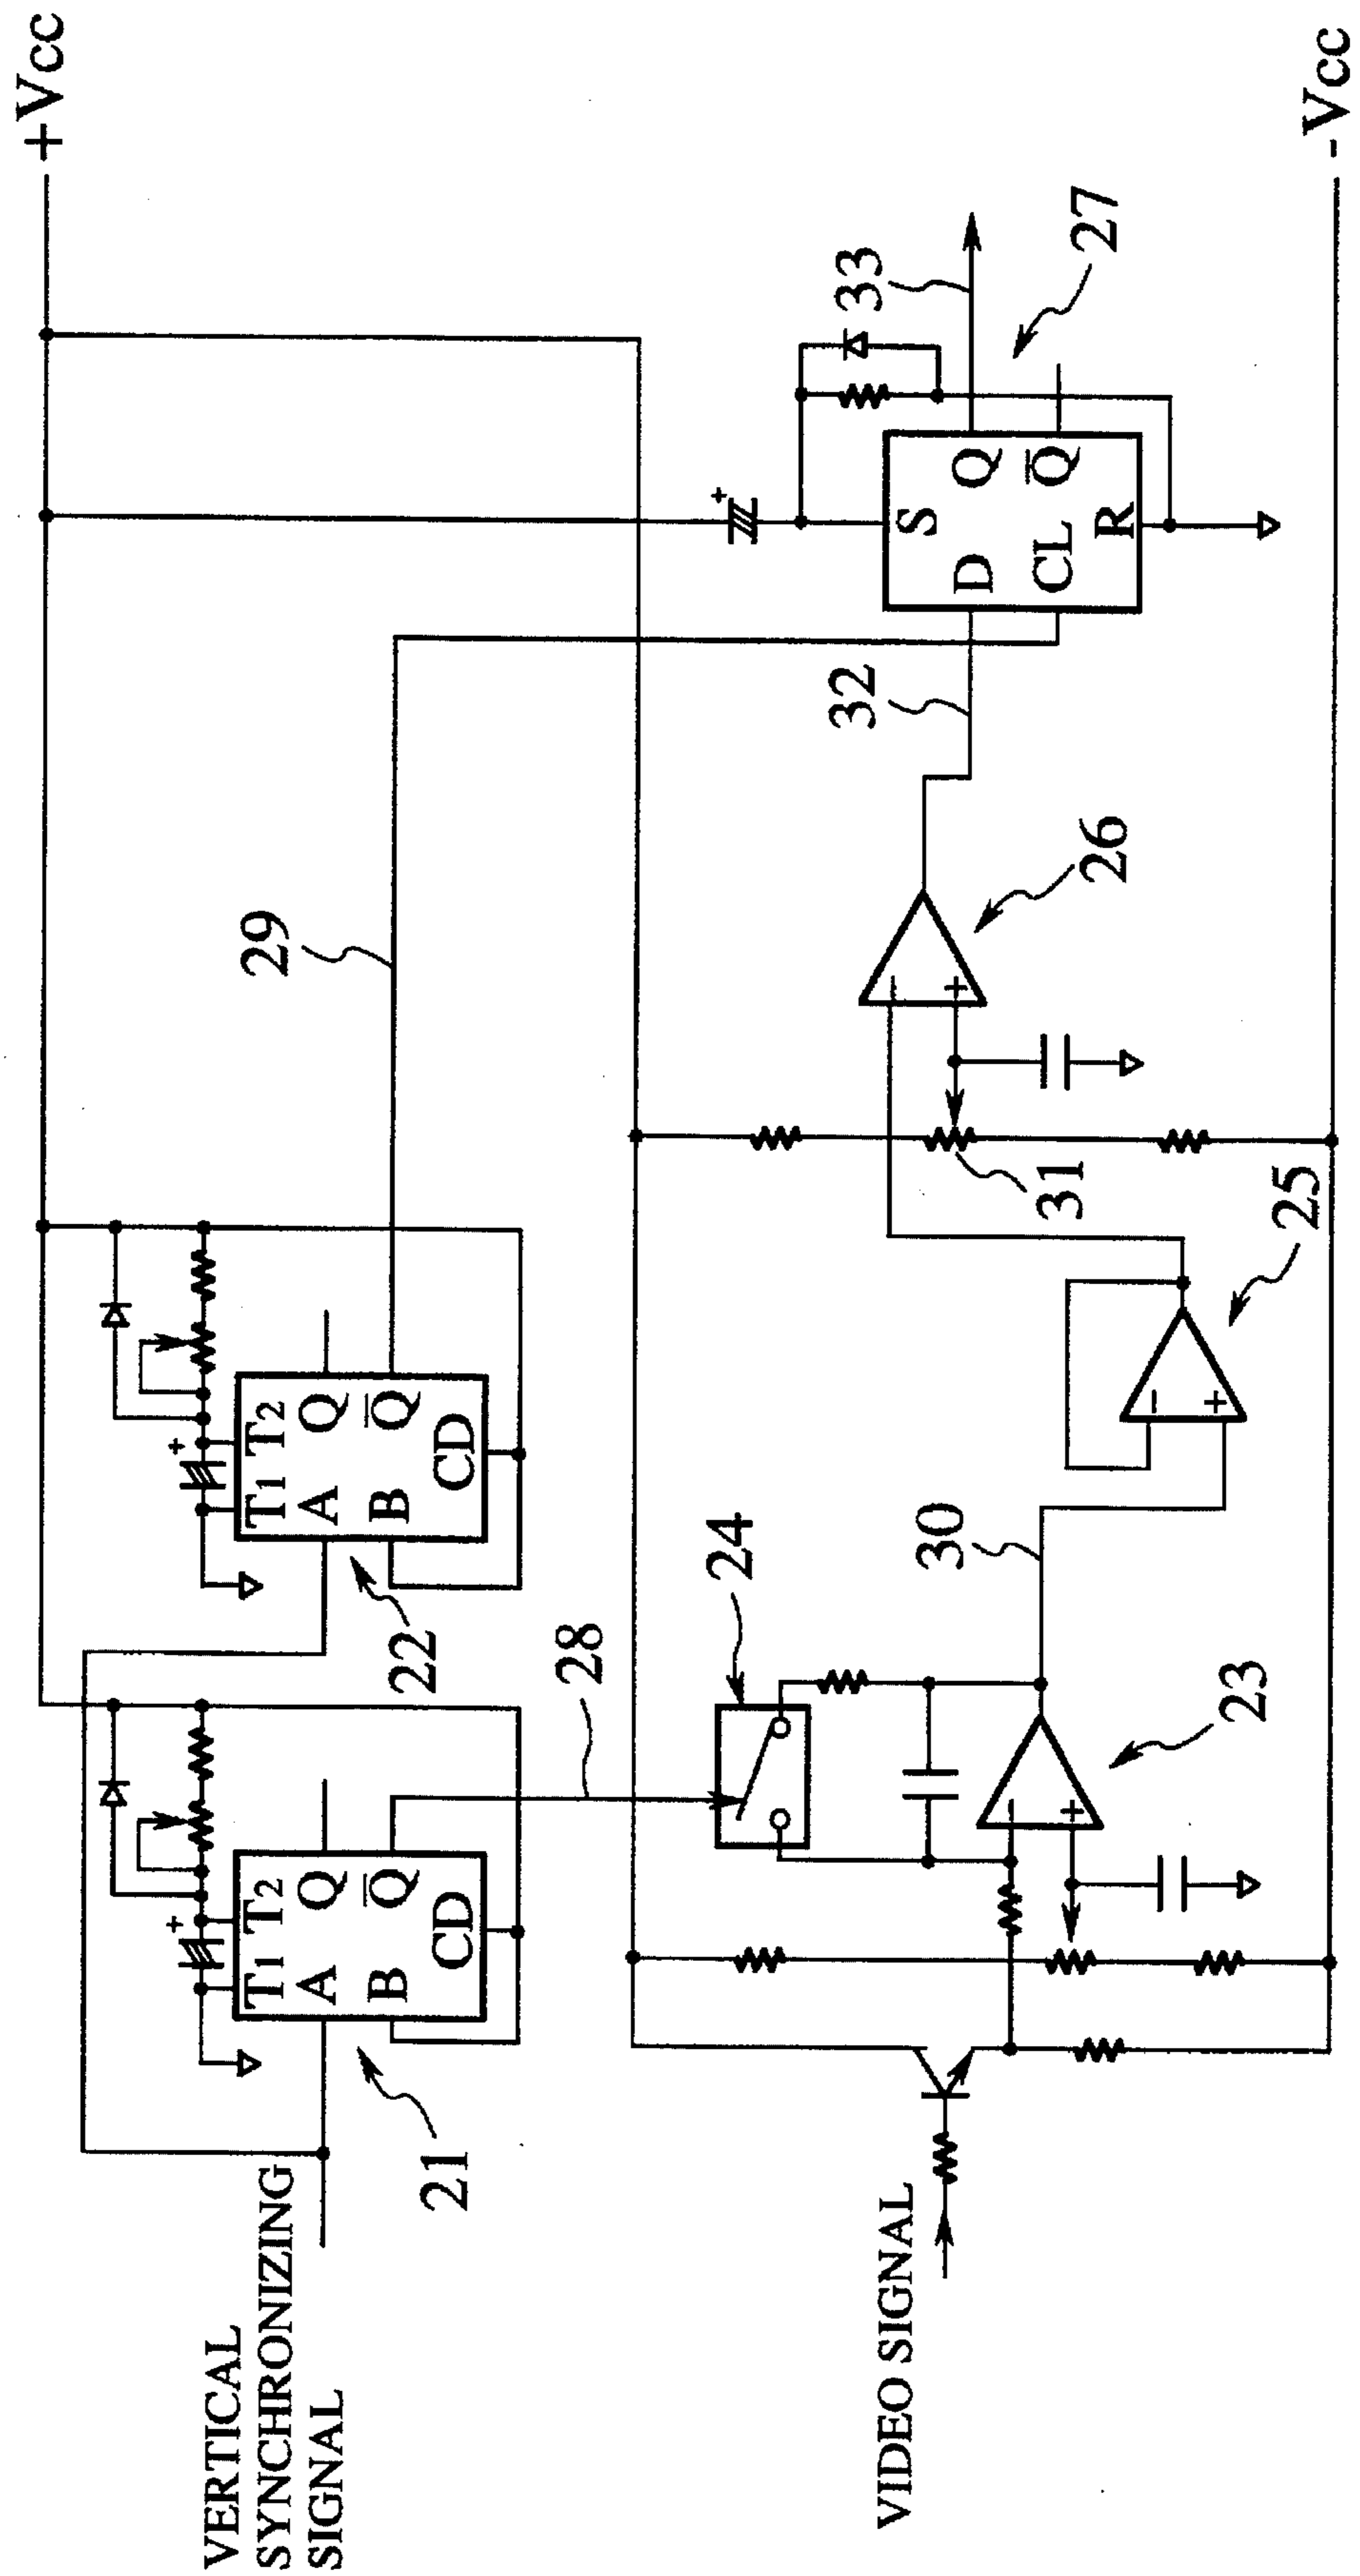 +Vcc
VERTICAL
SYNCHRONIZING
SIGNAL
21
T1 T2
+
A Q
B Q̅
CD
22
T1 T2
+
A Q
B Q̅
CD
28
29
24
VIDEO SIGNAL
23
-
+
30
25
-
+
31
26
-
+
32
27
+
S
D Q
CL Q̅
R
33
-Vcc